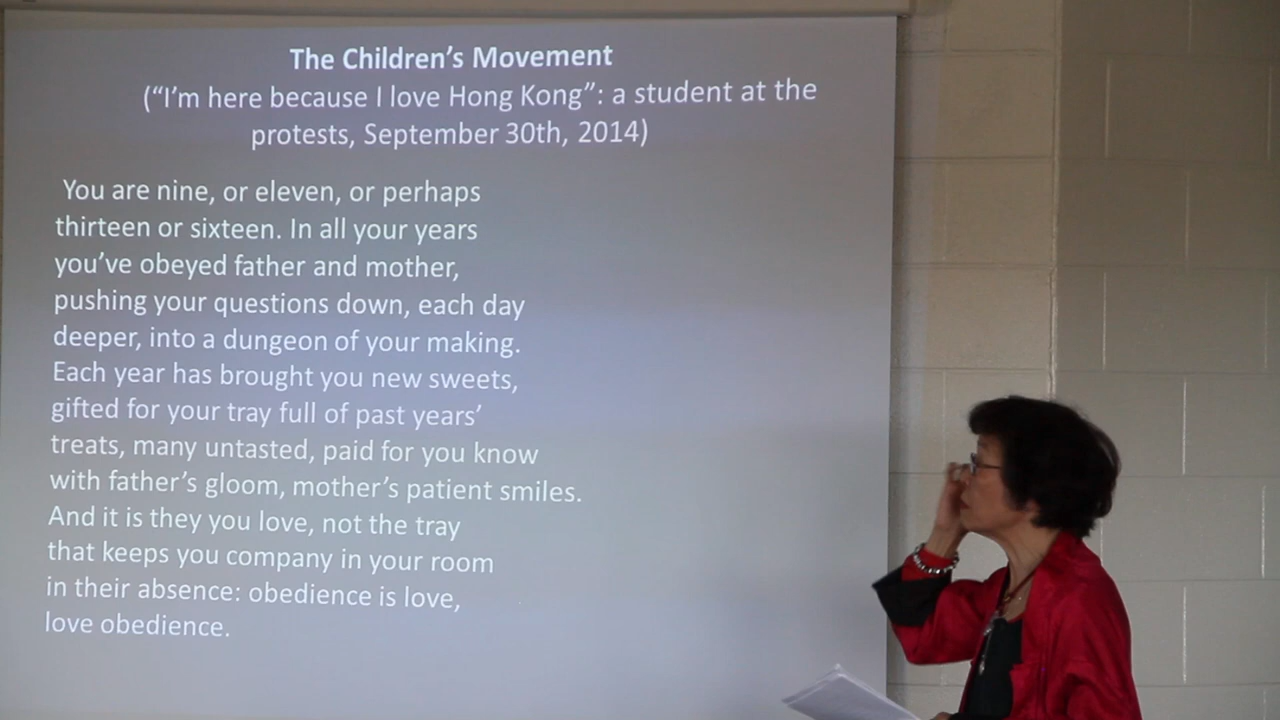 The Children’s Movement
(“I’m here because I love Hong Kong”: a student at the
protests, September 30th, 2014)
You are nine, or eleven, or perhaps
thirteen or sixteen. In all your years
you’ve obeyed father and mother,
pushing your questions down, each day
deeper, into a dungeon of your making.
Each year has brought you new sweets,
gifted for your tray full of past years’
treats, many untasted, paid for you know
with father’s gloom, mother’s patient smiles.
And it is they you love, not the tray
that keeps you company in your room
in their absence: obedience is love,
love obedience.